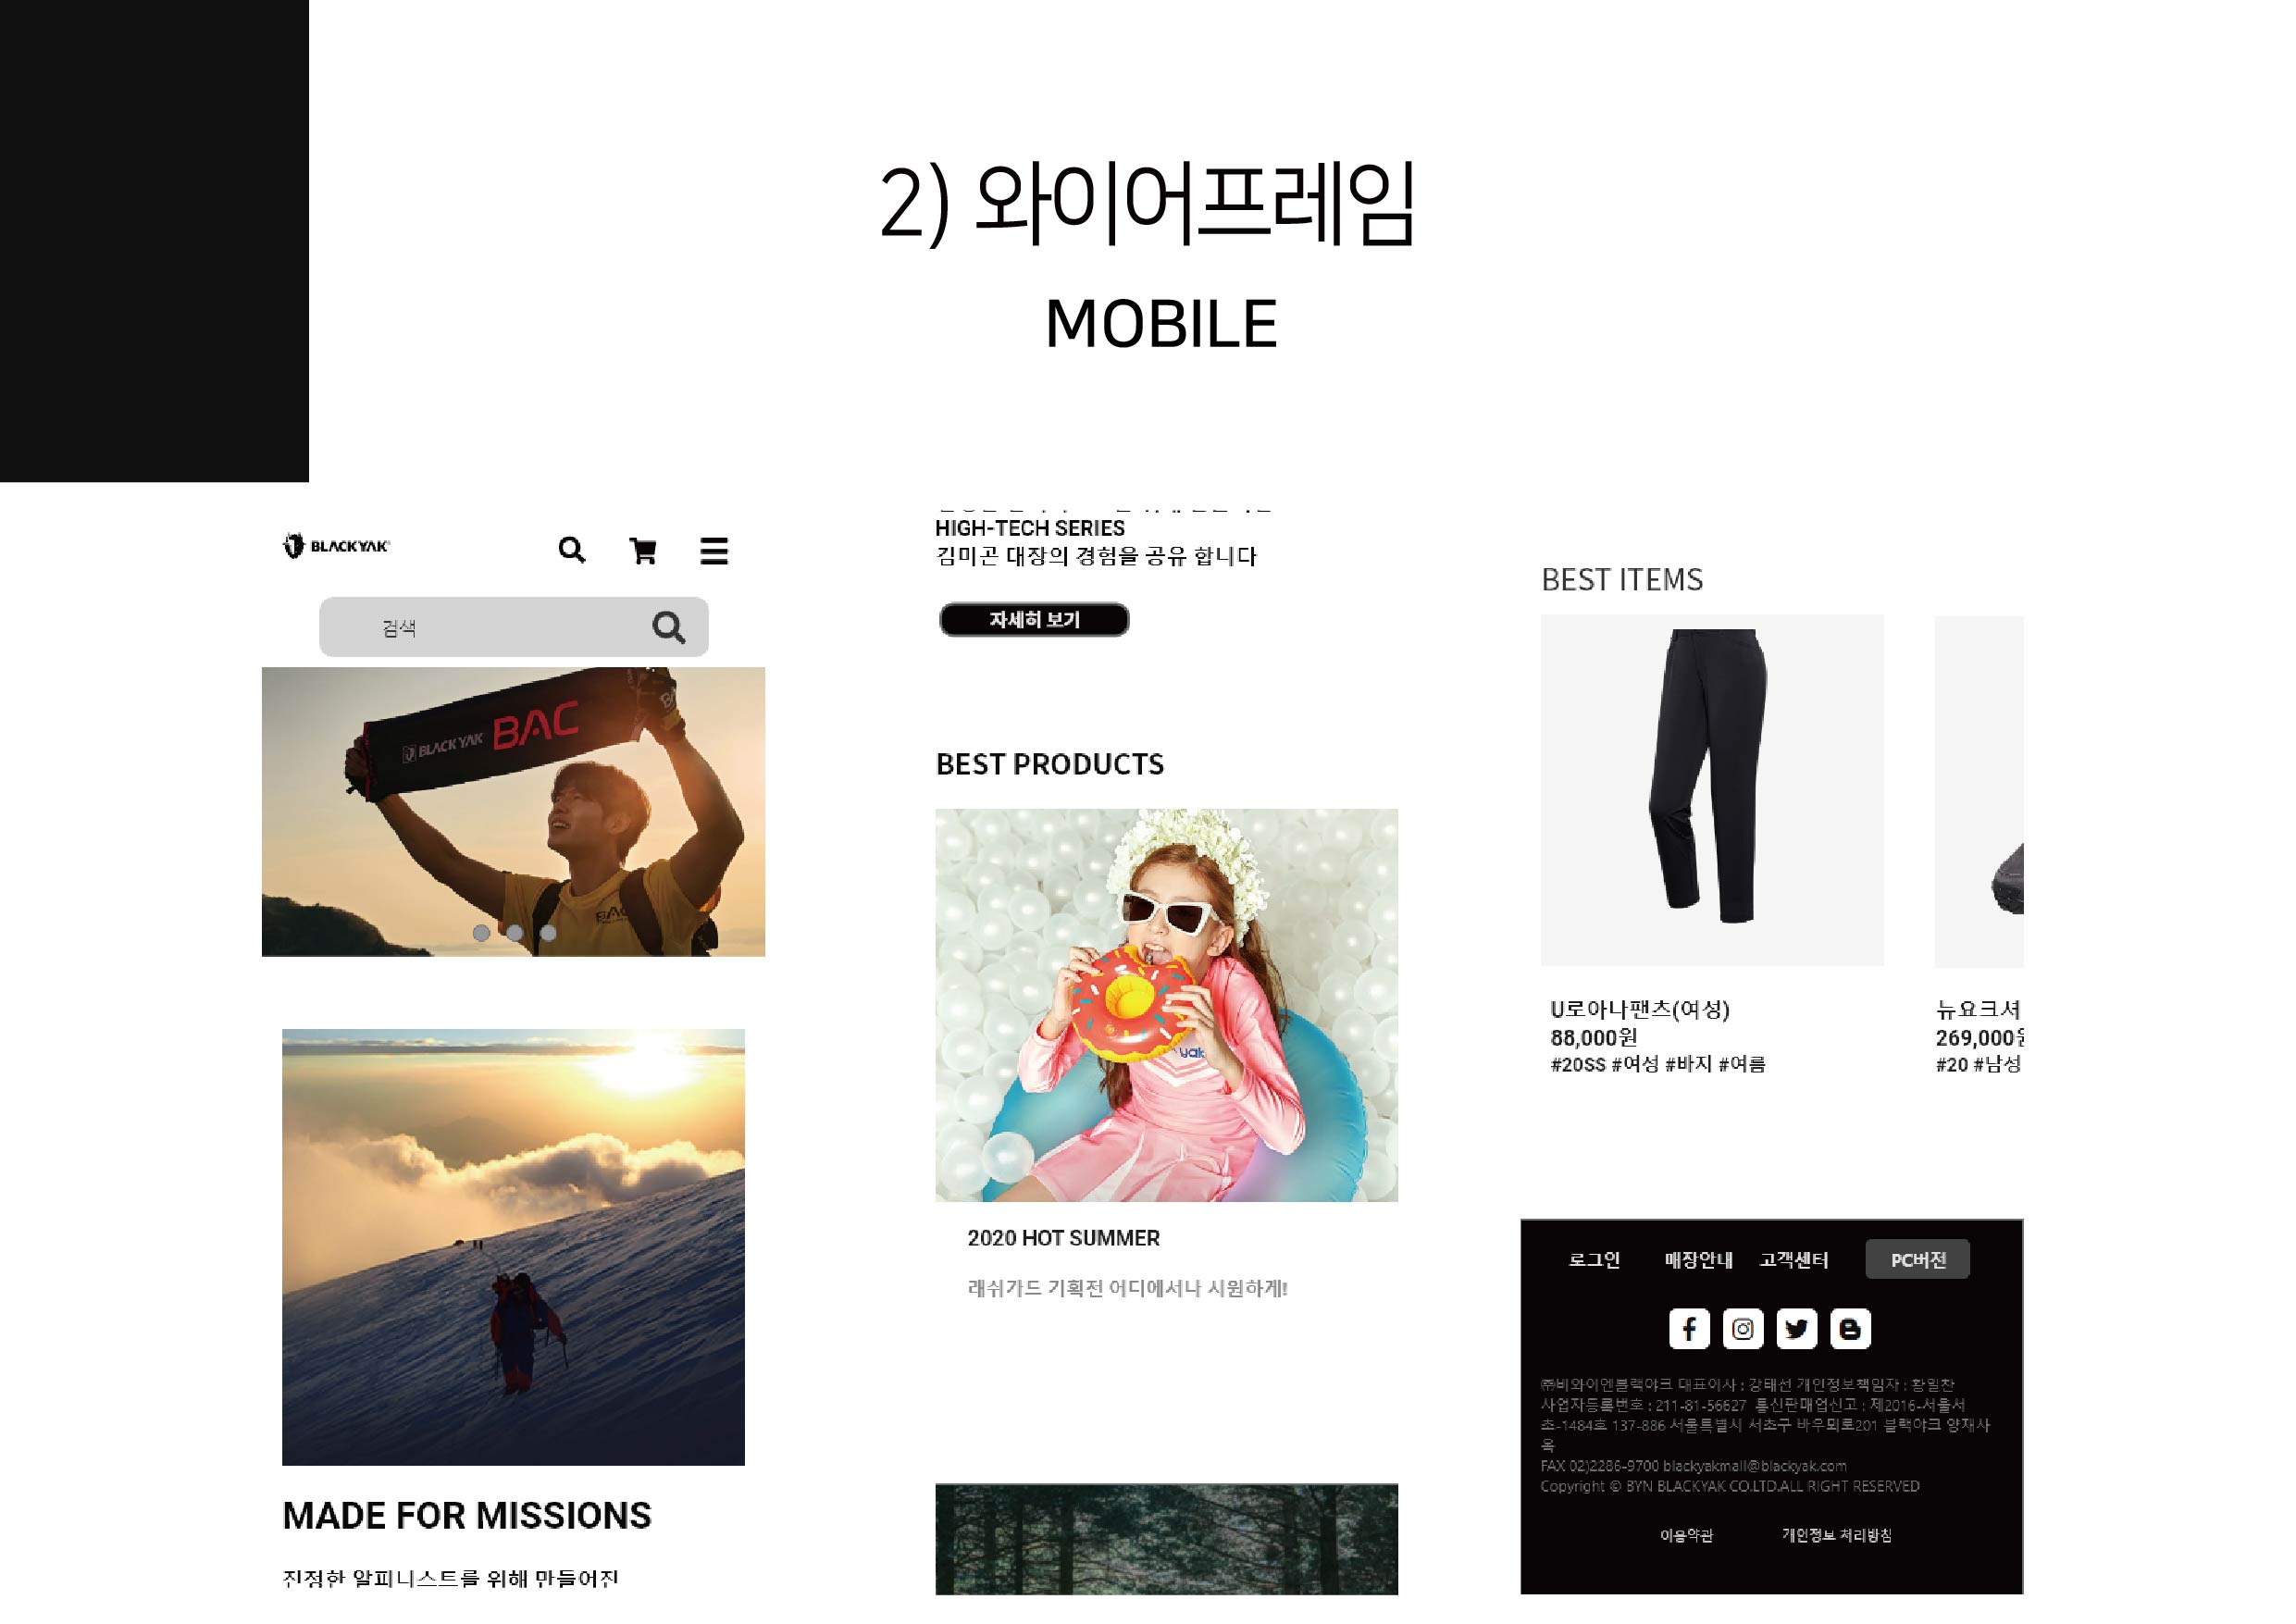 2) 와이어프레임
MOBILE
BLACKYAK
검색
BLACKYAK BAC
BAC
MADE FOR MISSIONS
진정한 알피니스트를 위해 만들어진
HIGH-TECH SERIES
김미곤 대장의 경험을 공유 합니다
자세히 보기
BEST PRODUCTS
yak
2020 HOT SUMMER
래쉬가드 기획전 어디에서나 시원하게!
BEST ITEMS
U로아나팬츠(여성)
88,000원
#20SS #여성 #바지 #여름
뉴요크셔
269,000원
#20 #남성
로그인 매장안내 고객센터 PC버전
㈜비와이엔블랙야크 대표이사 : 강태선 개인정보책임자 : 황일찬
사업자등록번호 : 211-81-56627 통신판매업신고 : 제2016-서울서
초-1484호 137-886 서울특별시 서초구 바우뫼로201 블랙야크 양재사
옥
FAX 02)2286-9700 blackyakmall@blackyak.com
Copyright © BYN BLACKYAK CO.LTD.ALL RIGHT RESERVED
이용약관 개인정보 처리방침